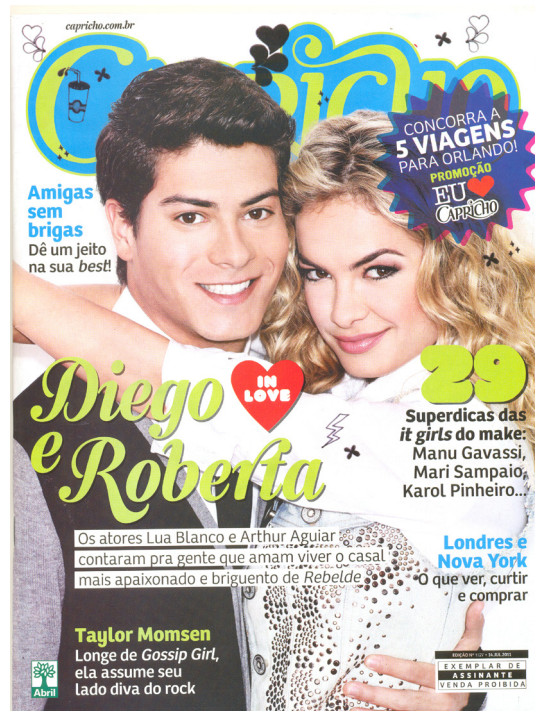 capricho.com.br
Capricho
CONCORRA A
5 VIAGENS
PARA ORLANDO!
PROMOÇÃO
EU
CAPRICHO
Amigas
sem
brigas
Dê um jeito
na sua best!
Diego
e
Roberta
IN
LOVE
Os atores Lua Blanco e Arthur Aguiar
contaram pra gente que amam viver o casal
mais apaixonado e briguento de Rebelde
29
Superdicas das
it girls do make:
Manu Gavassi,
Mari Sampaio,
Karol Pinheiro...
Londres e
Nova York
O que ver, curtir
e comprar
Taylor Momsen
Longe de Gossip Girl,
ela assume seu
lado diva do rock
Abril
EDIÇÃO Nº
EXEMPLAR DE
ASSINANTE
VENDA PROIBIDA